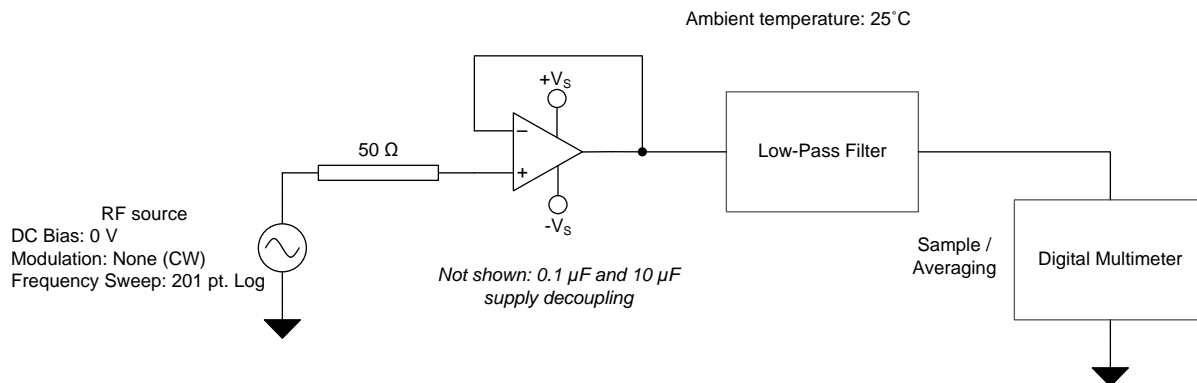 Ambient temperature: 25˚C
+VS
−
50 Ω
Low-Pass Filter
+
-VS
RF source
DC Bias: 0 V
Modulation: None (CW)
Frequency Sweep: 201 pt. Log
Not shown: 0.1 µF and 10 µF
supply decoupling
Sample /
Averaging
Digital Multimeter